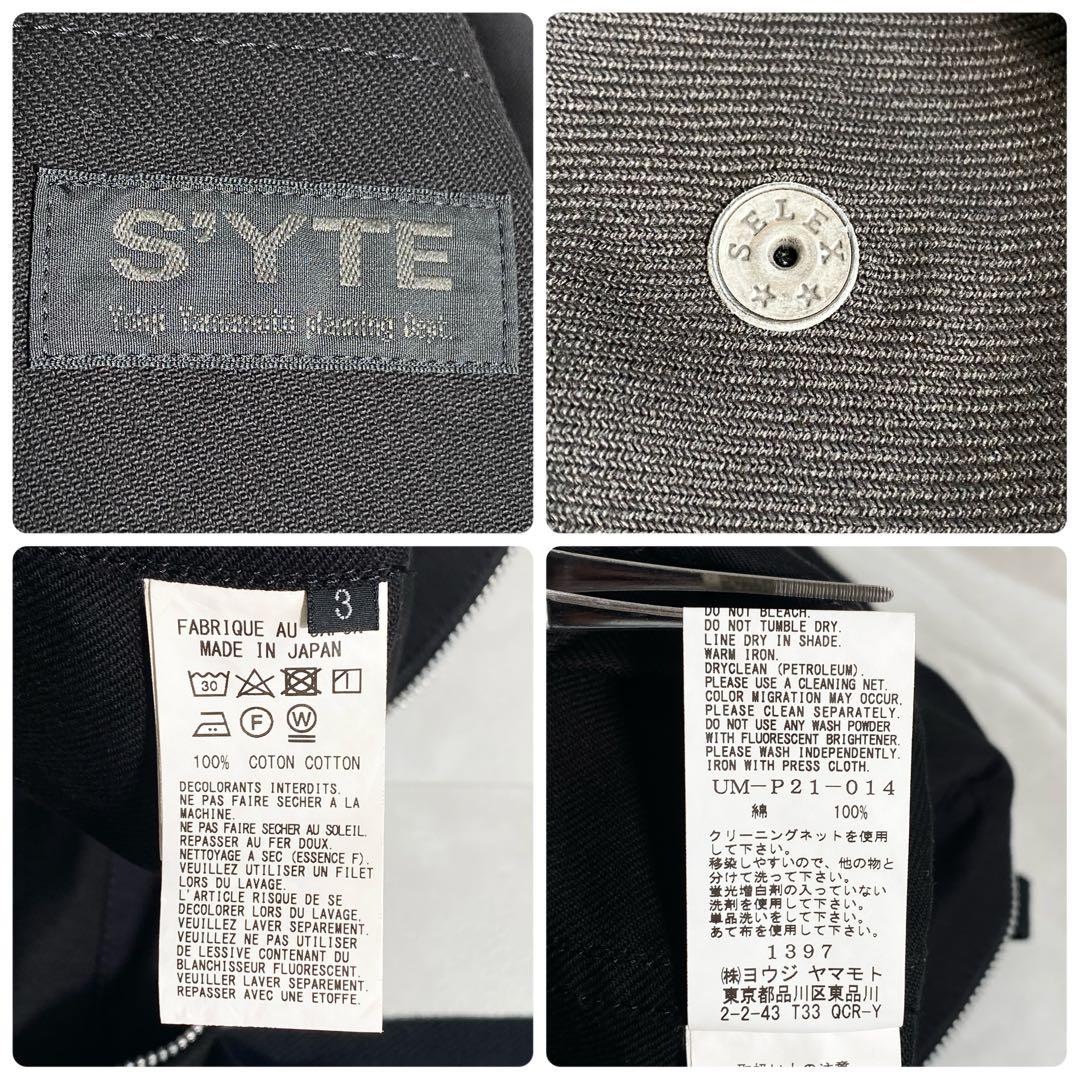 S'YTE
Yohji Yamamoto planning Dept.
SELEX
3
FABRIQUE AU JAPON
MADE IN JAPAN
30
F
W
100% COTON COTTON
DECOLORANTS INTERDITS.
NE PAS FAIRE SECHER A LA
MACHINE.
NE PAS FAIRE SECHER AU SOLEIL.
REPASSER AU FER DOUX.
NETTOYAGE A SEC (ESSENCE F).
VEUILLEZ UTILISER UN FILET
LORS DU LAVAGE.
L'ARTICLE RISQUE DE SE
DECOLORER LORS DU LAVAGE,
VEUILLEZ LAVER SEPAREMENT.
VEUILLEZ NE PAS UTILISER
DE LESSIVE CONTENANT DU
BLANCHISSEUR FLUORESCENT.
VEUILLER LAVER SEPAREMENT.
REPASSER AVEC UNE ETOFFE.
DO NOT BLEACH.
DO NOT TUMBLE DRY.
LINE DRY IN SHADE.
WARM IRON.
DRYCLEAN (PETROLEUM).
PLEASE USE A CLEANING NET.
COLOR MIGRATION MAY OCCUR,
PLEASE CLEAN SEPARATELY.
DO NOT USE ANY WASH POWDER
WITH FLUORESCENT BRIGHTENER.
PLEASE WASH INDEPENDENTLY.
IRON WITH PRESS CLOTH.
UM-P21-014
綿 100%
クリーニングネットを使用
して下さい。
移染しやすいので、他の物と
分けて洗って下さい。
蛍光増白剤の入っていない
洗剤を使用して下さい。
単品洗いをして下さい。
あて布を使用して下さい。
1397
㈱ヨウジ ヤマモト
東京都品川区東品川
2-2-43 T33 QCR-Y